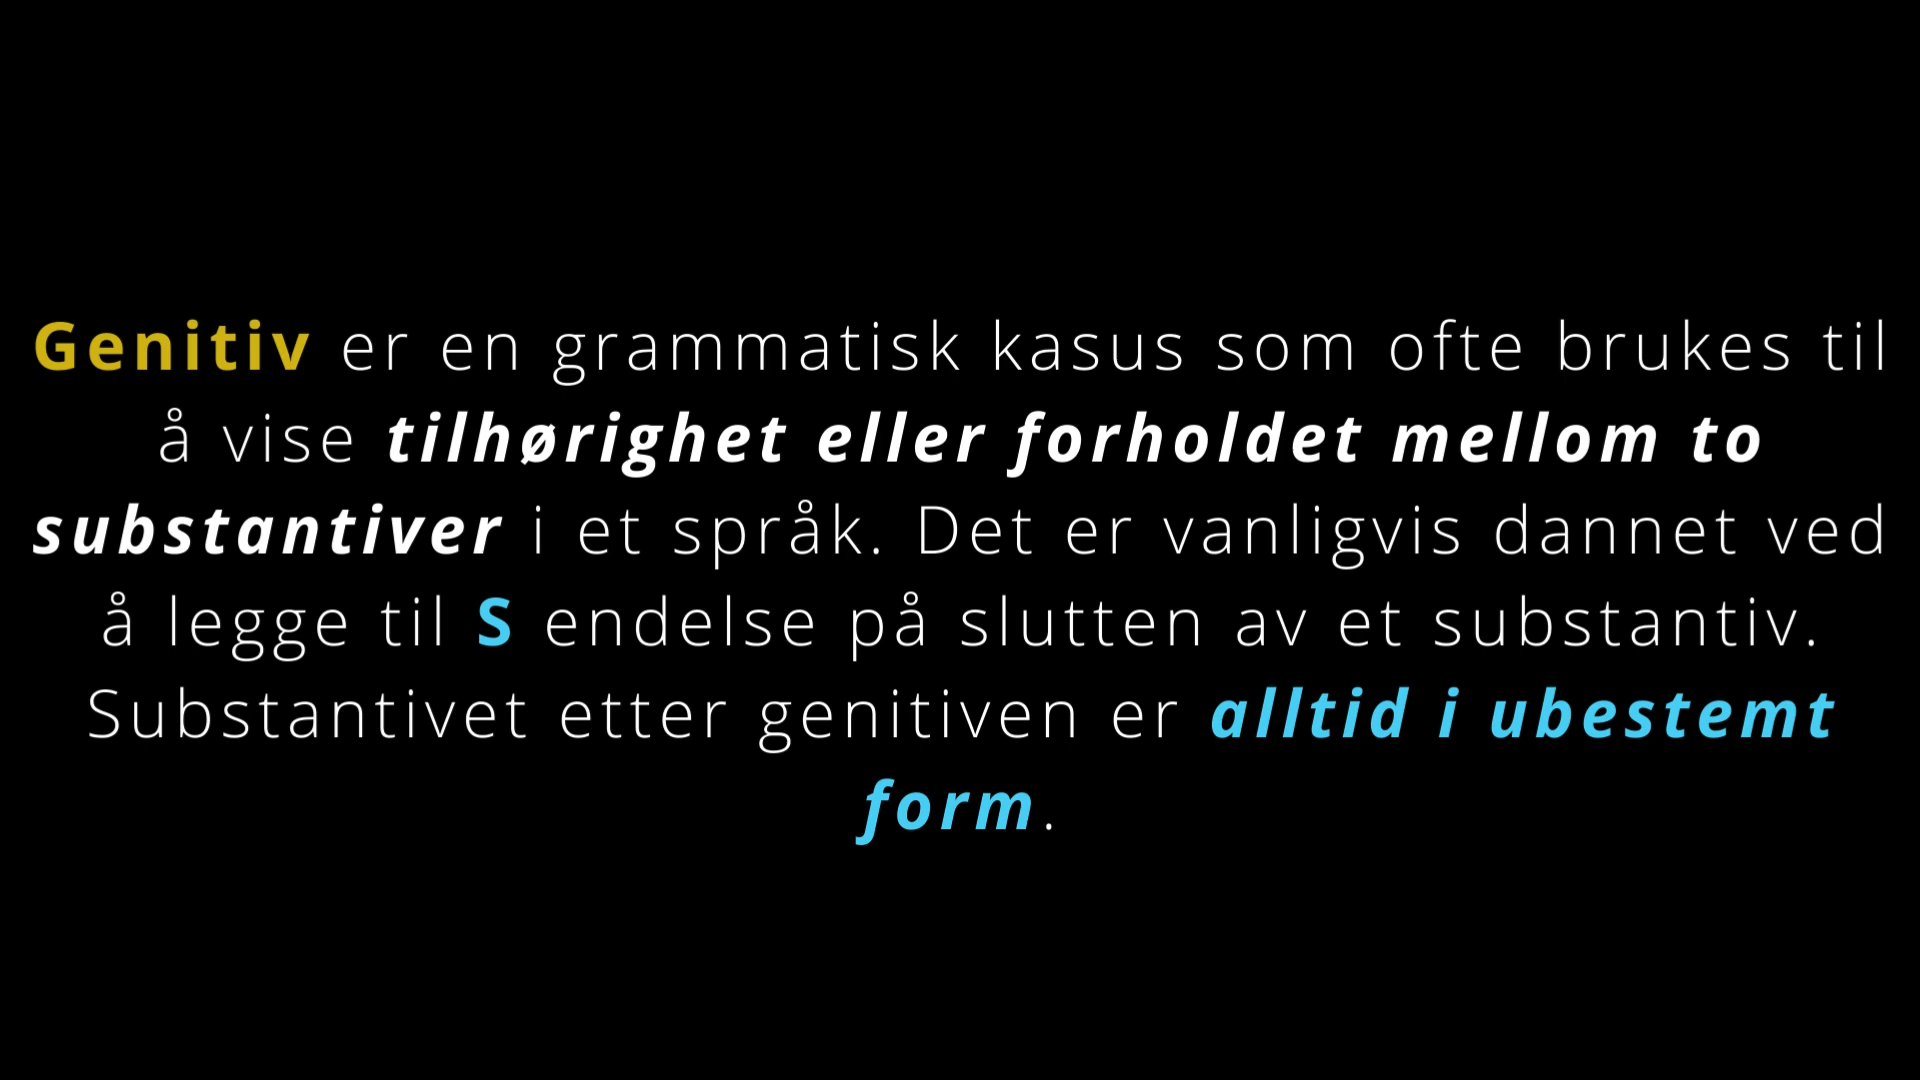 Genitiv er en grammatisk kasus som ofte brukes til
å vise tilhørighet eller forholdet mellom to
substantiver i et språk. Det er vanligvis dannet ved
å legge til S endelse på slutten av et substantiv.
Substantivet etter genitiven er alltid i ubestemt
form.